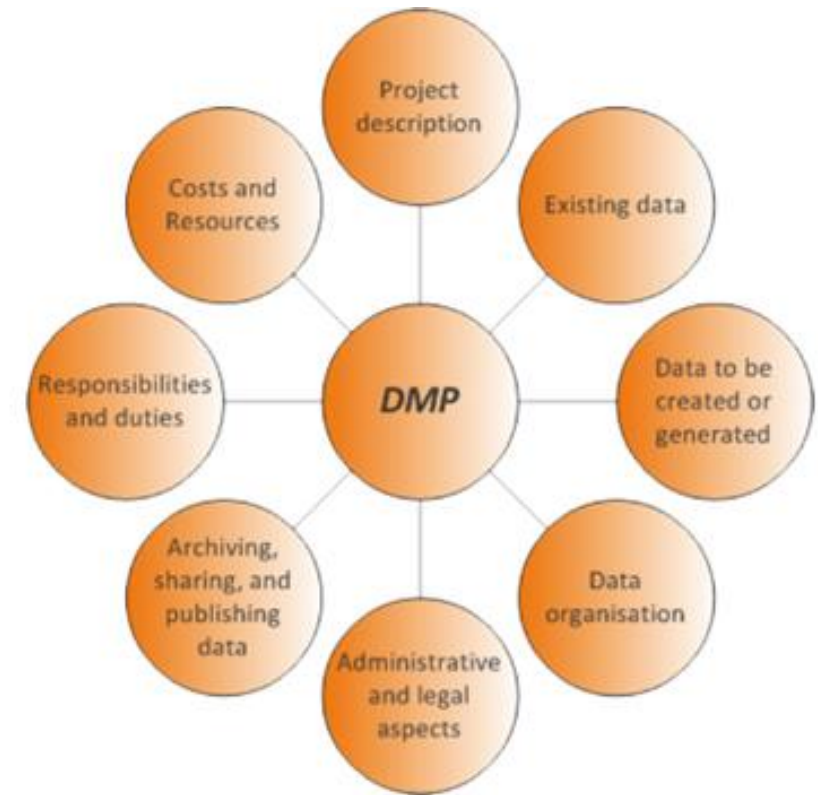 Project
description
Existing data
Data to be
created or
generated
Data
organisation
Administrative
and legal
aspects
Archiving,
sharing, and
publishing
data
Responsibilities
and duties
Costs and
Resources
DMP